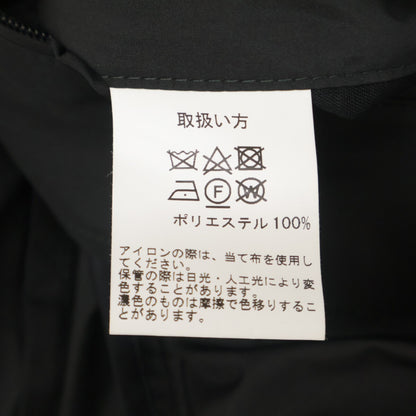 取扱い方
F W
ポリエステル 100%
アイロンの際は、当て布を使用し
てください。
保管の際は日光・人工光により変
色することがあります。
濃色のものは摩擦で色移りするこ
とがあります。